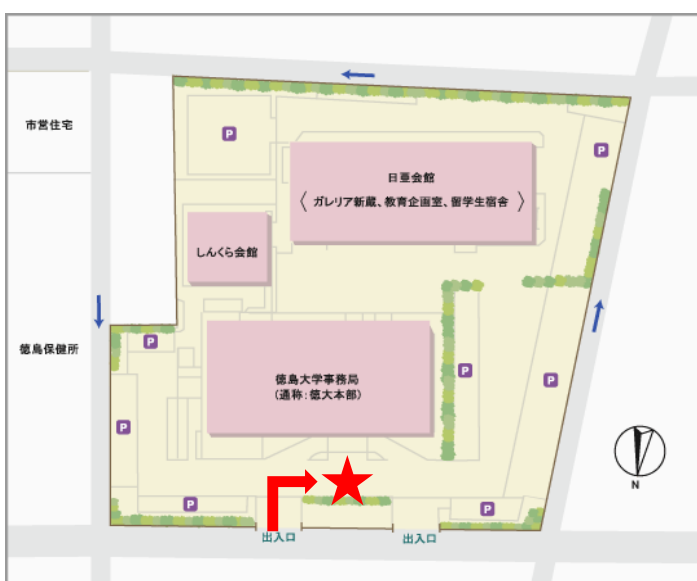 市営住宅
P
P
日亜会館
〈 ガレリア新蔵、教育企画室、留学生宿舎 〉
しんくら会館
徳島保健所
P
徳島大学事務局
(通称:徳大本部)
P
P
P
P
P
N
出入口
出入口